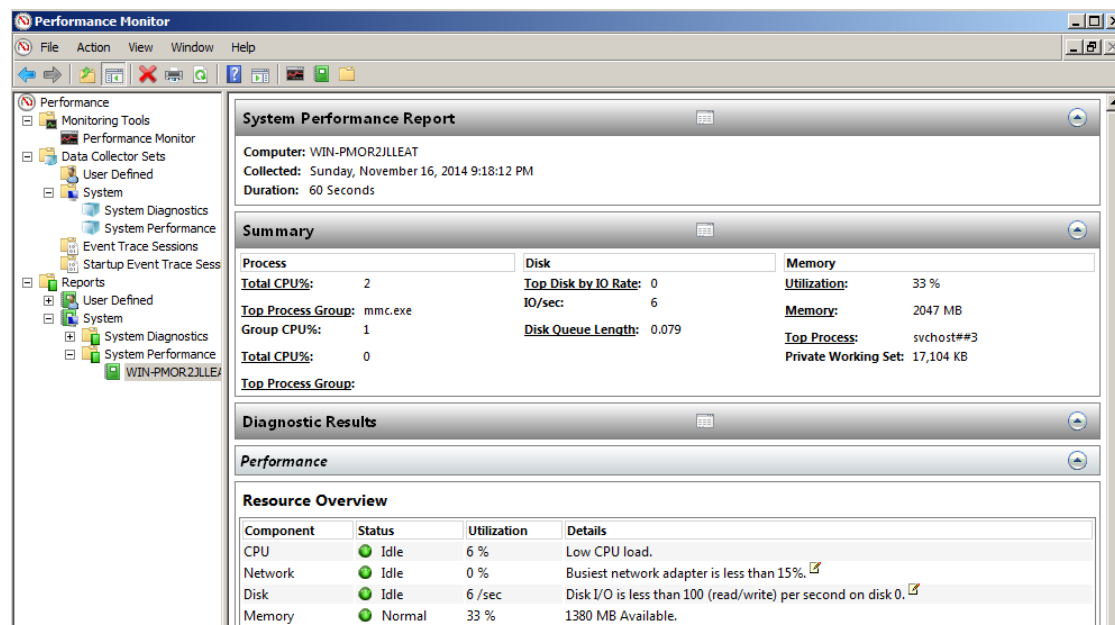 Performance Monitor
File Action View Window Help
Performance
Monitoring Tools
Performance Monitor
Data Collector Sets
User Defined
System
System Diagnostics
System Performance
Event Trace Sessions
Startup Event Trace Sess
Reports
User Defined
System
System Diagnostics
System Performance
WIN-PMOR2JLLEA
System Performance Report
Computer: WIN-PMOR2JLLEAT
Collected: Sunday, November 16, 2014 9:18:12 PM
Duration: 60 Seconds
Summary
Process
Total CPU%: 2
Top Process Group: mmc.exe
Group CPU%: 1
Total CPU%: 0
Top Process Group:
Disk
Top Disk by IO Rate: 0
IO/sec: 6
Disk Queue Length: 0.079
Memory
Utilization: 33 %
Memory: 2047 MB
Top Process: svchost##3
Private Working Set: 17,104 KB
Diagnostic Results
Performance
Resource Overview
Component Status Utilization Details
CPU Idle 6 % Low CPU load.
Network Idle 0 % Busiest network adapter is less than 15%.
Disk Idle 6 /sec Disk I/O is less than 100 (read/write) per second on disk 0.
Memory Normal 33 % 1380 MB Available.